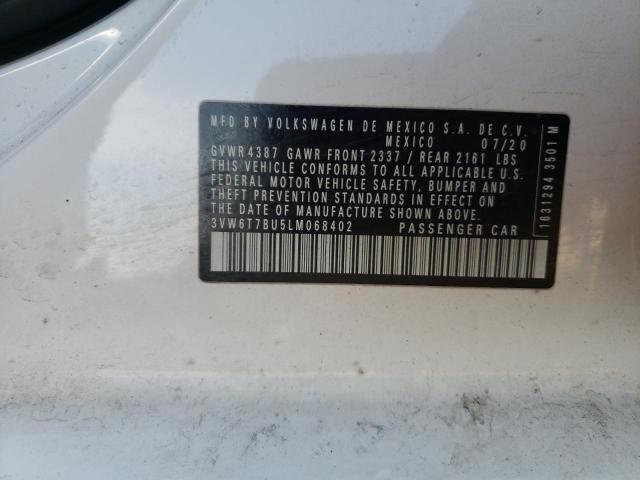 MFD BY VOLKSWAGEN DE MEXICO S.A. DE C.V.
MEXICO 07/20
GVWR 4387 GAWR FRONT 2337 / REAR 2161 LBS
THIS VEHICLE CONFORMS TO ALL APPLICABLE U.S.
FEDERAL MOTOR VEHICLE SAFETY, BUMPER, AND
THEFT PREVENTION STANDARDS IN EFFECT ON
THE DATE OF MANUFACTURE SHOWN ABOVE.
3VW6T7BU5LM068402 PASSENGER CAR
1631294 3501 M